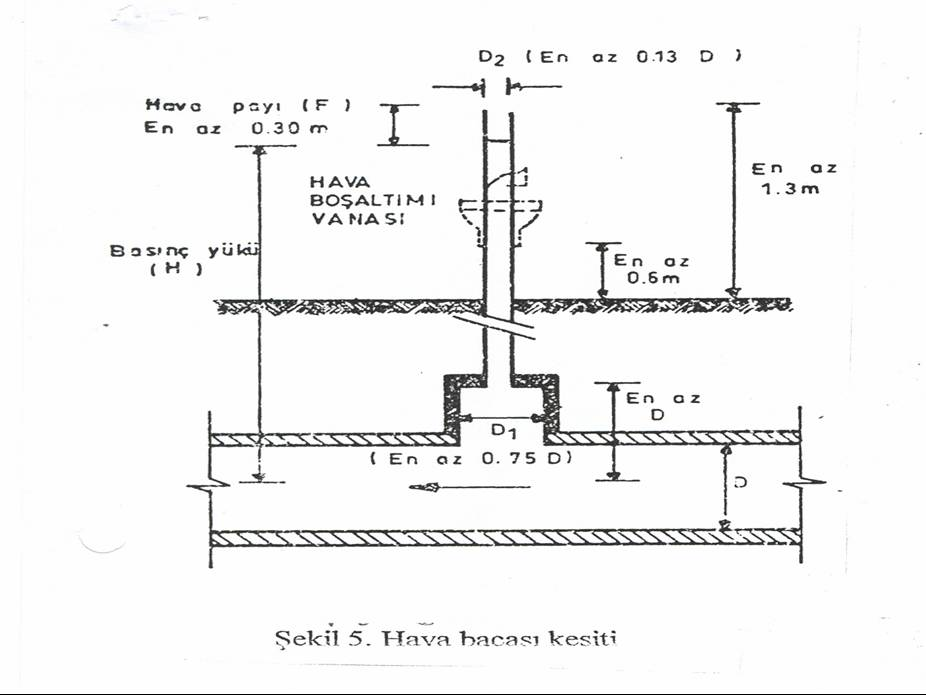 D2 (En az 0.13 D)
Hava payı (F)
En az 0.30 m
HAVA
BOŞALTIMI
VANASI
En az
1.3m
Basınç yükü
(H)
En az
0.6m
En az
D
D1
(En az 0.75 D)
D
Şekil 5. Hava bacası kesiti